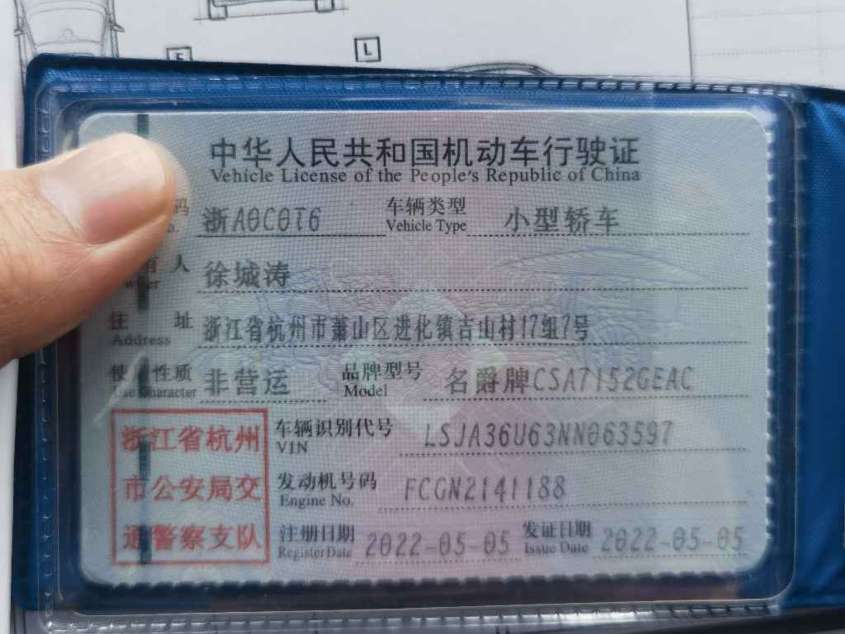 E
L
中华人民共和国机动车行驶证
Vehicle License of the People's Republic of China
码 浙A0C0T6 车辆类型 Vehicle Type 小型轿车
人 徐城涛
住址 Address 浙江省杭州市萧山区进化镇吉山村17组7号
使用性质 Use Character 非营运 品牌型号 Model 名爵牌CSA7152GEAC
浙江省杭州 车辆识别代号 VIN LSJA36U63NN063597
市公安局交 发动机号码 Engine No. FCGN2141188
通警察支队 注册日期 Register Date 2022-05-05 发证日期 Issue Date 2022-05-05